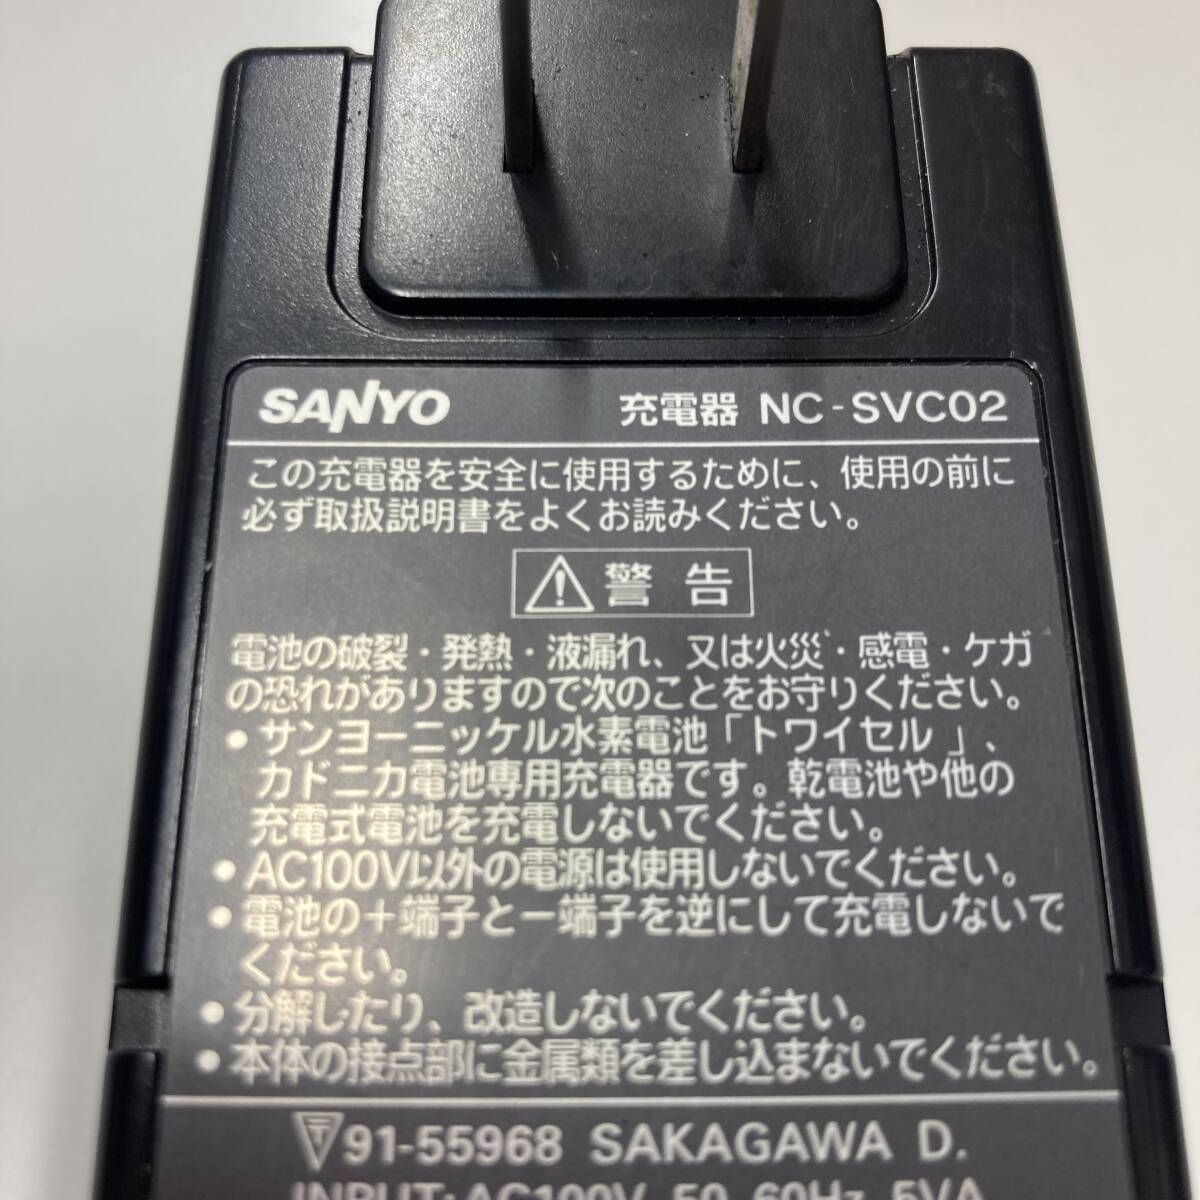 SANYO 充電器 NC-SVC02
この充電器を安全に使用するために、使用の前に
必ず取扱説明書をよくお読みください。
警告
電池の破裂・発熱・液漏れ、又は火災・感電・ケガ
の恐れがありますので次のことをお守りください。
•サンヨーニッケル水素電池「トワイセル」、
カドニカ電池専用充電器です。乾電池や他の
充電式電池を充電しないでください。
•AC100V以外の電源は使用しないでください。
•電池の＋端子と－端子を逆にして充電しないで
ください。
•分解したり、改造しないでください。
•本体の接点部に金属類を差し込まないでください。
91-55968 SAKAGAWA D.
INPUT:AC100V 50-60Hz 5VA